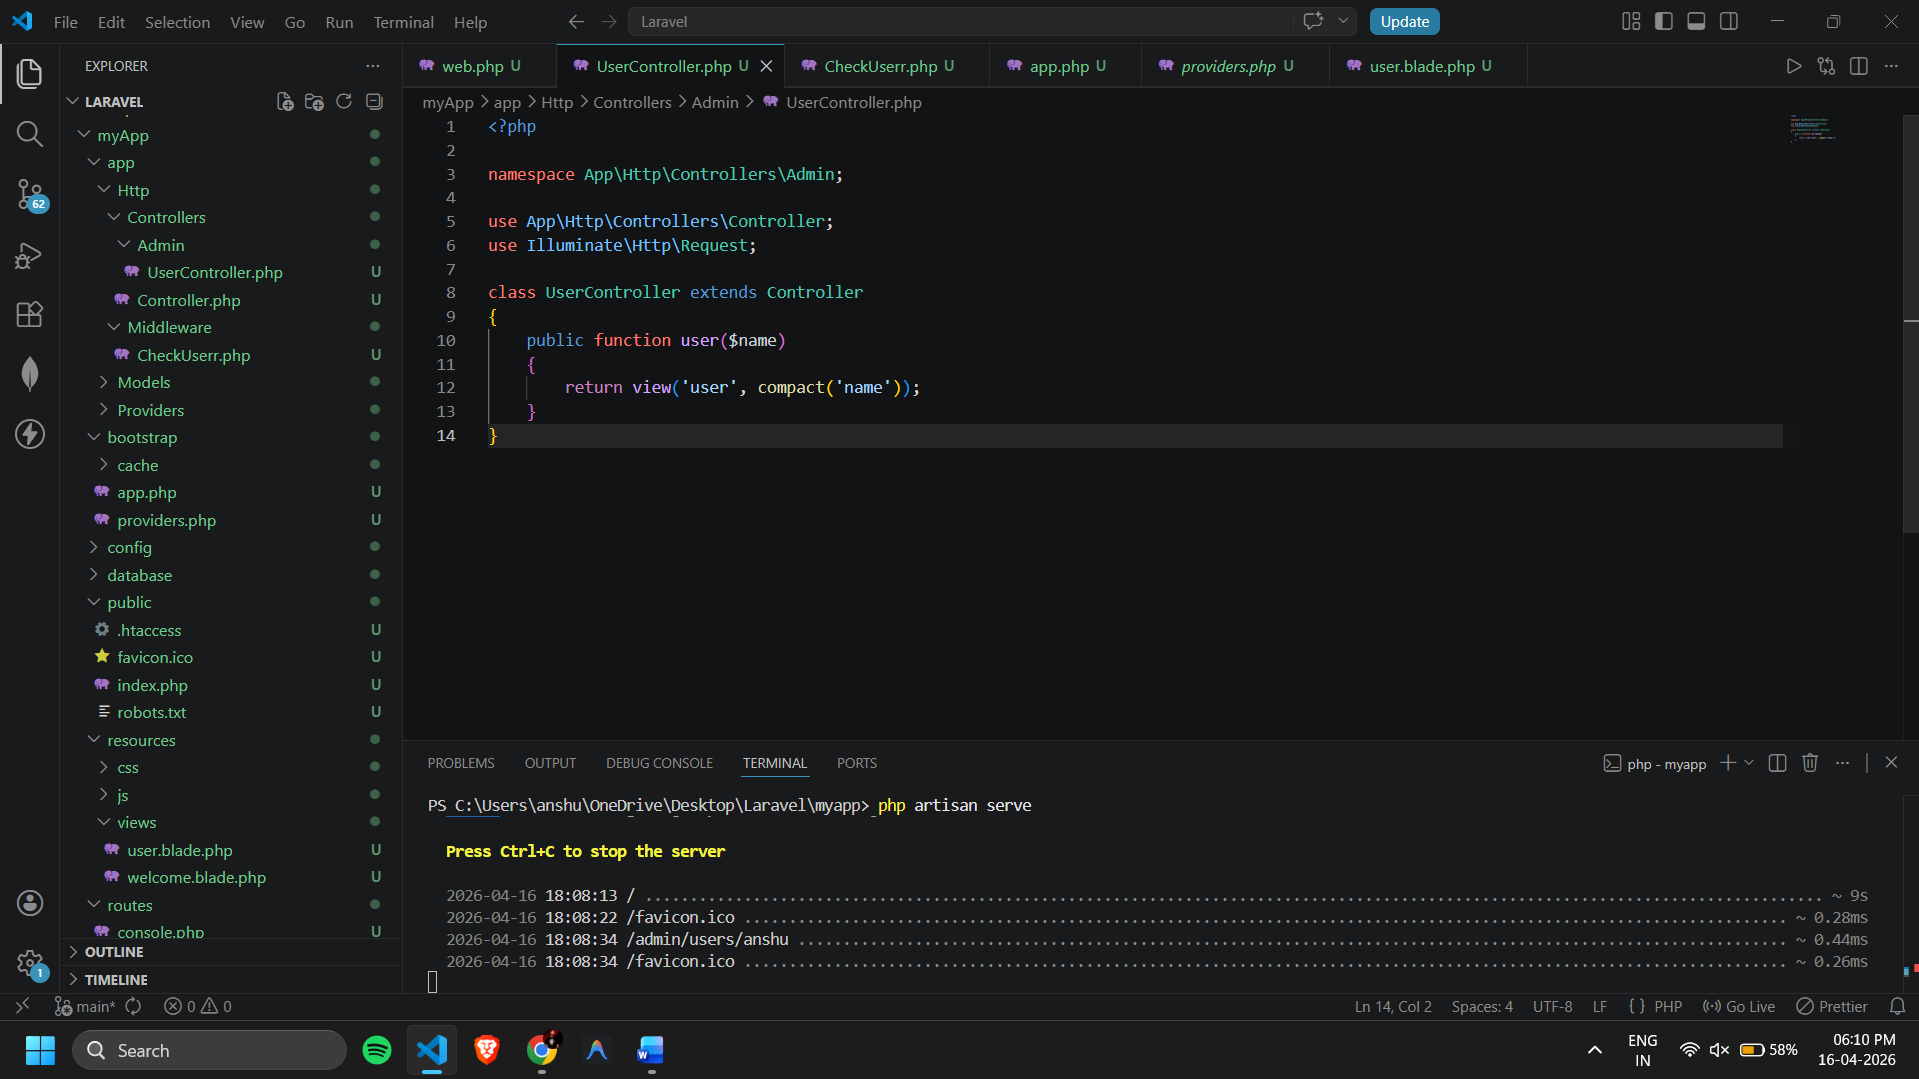 File Edit Selection View Go Run Terminal Help
Laravel
Update
EXPLORER
LARAVEL
myApp
app
Http
Controllers
Admin
UserController.php U
Controller.php U
Middleware
CheckUserr.php U
Models
Providers
bootstrap
cache
app.php U
providers.php U
config
database
public
.htaccess U
favicon.ico U
index.php U
robots.txt U
resources
css
js
views
user.blade.php U
welcome.blade.php U
routes
console.php U
OUTLINE
TIMELINE
62
1
web.php U
UserController.php U
CheckUserr.php U
app.php U
providers.php U
user.blade.php U
myApp > app > Http > Controllers > Admin > UserController.php
1 <?php
2
3 namespace App\Http\Controllers\Admin;
4
5 use App\Http\Controllers\Controller;
6 use Illuminate\Http\Request;
7
8 class UserController extends Controller
9 {
10 public function user($name)
11 {
12 return view('user', compact('name'));
13 }
14 }
PROBLEMS OUTPUT DEBUG CONSOLE TERMINAL PORTS
php - myapp
PS C:\Users\anshu\OneDrive\Desktop\Laravel\myapp> php artisan serve
Press Ctrl+C to stop the server
2026-04-16 18:08:13 / ~ 9s
2026-04-16 18:08:22 /favicon.ico ~ 0.28ms
2026-04-16 18:08:34 /admin/users/anshu ~ 0.44ms
2026-04-16 18:08:34 /favicon.ico ~ 0.26ms
main* 0 0
Ln 14, Col 2 Spaces: 4 UTF-8 LF { } PHP Go Live Prettier
Search
ENG
IN
58%
06:10 PM
16-04-2026